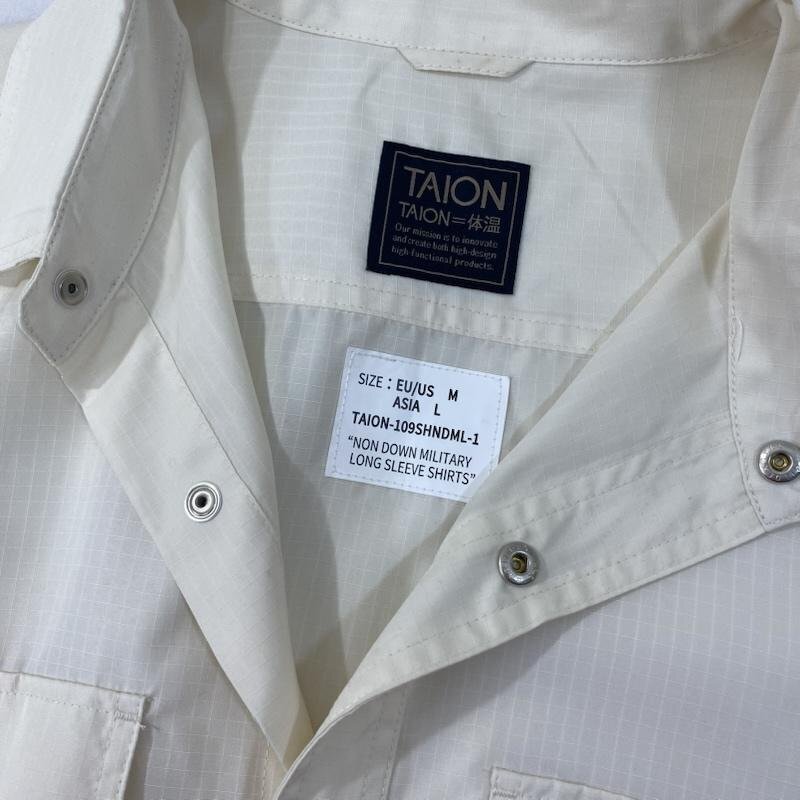 TAION
TAION=体温
Our mission is to innovate
and create both high-design
high-functional products.
SIZE : EU/US M
ASIA L
TAION-109SHNDML-1
"NON DOWN MILITARY
LONG SLEEVE SHIRTS"